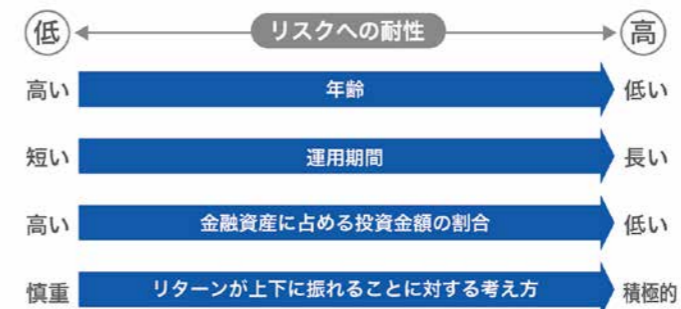 低 リスクへの耐性 高
高い 年齢 低い
短い 運用期間 長い
高い 金融資産に占める投資金額の割合 低い
慎重 リターンが上下に振れることに対する考え方 積極的